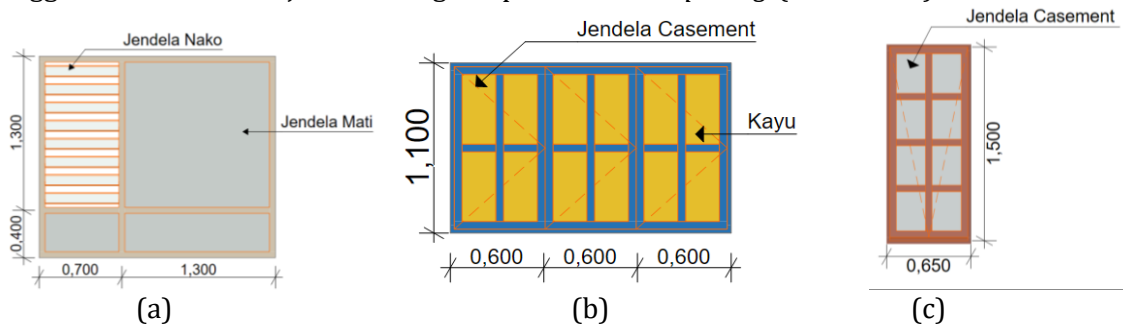 Jendela Nako
Jendela Mati
1,300
0,400
0,700
1,300
(a)
Jendela Casement
Kayu
1,100
0,600
0,600
0,600
(b)
Jendela Casement
1,500
0,650
(c)